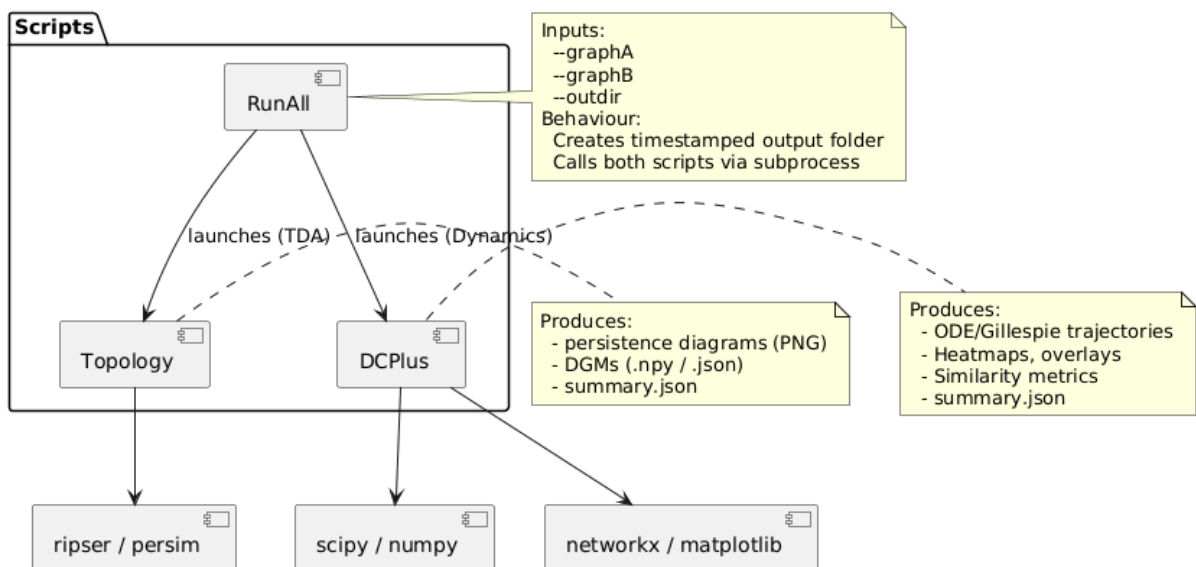 Scripts
RunAll
Inputs:
--graphA
--graphB
--outdir
Behaviour:
Creates timestamped output folder
Calls both scripts via subprocess
launches (TDA)
launches (Dynamics)
Topology
DCPlus
Produces:
- persistence diagrams (PNG)
- DGMs (.npy / .json)
- summary.json
Produces:
- ODE/Gillespie trajectories
- Heatmaps, overlays
- Similarity metrics
- summary.json
ripser / persim
scipy / numpy
networkx / matplotlib